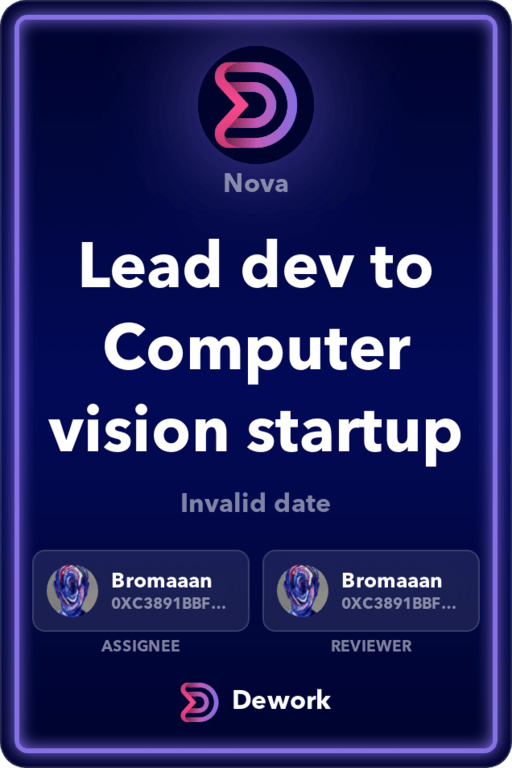 Nova
Lead dev to
Computer
vision startup
Invalid date
Bromaaan
0XC3891BBF...
ASSIGNEE
Bromaaan
0XC3891BBF...
REVIEWER
Dework